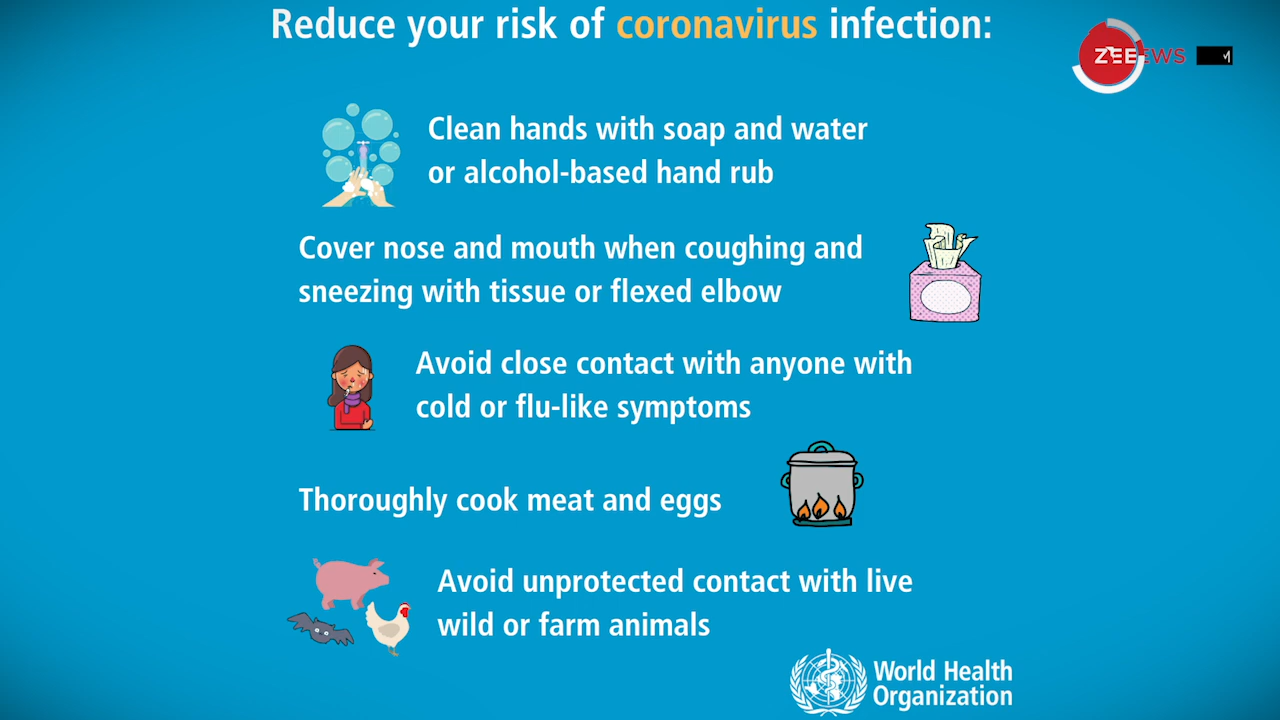 Reduce your risk of coronavirus infection:
ZEE EWS
Clean hands with soap and water
or alcohol-based hand rub
Cover nose and mouth when coughing and
sneezing with tissue or flexed elbow
Avoid close contact with anyone with
cold or flu-like symptoms
Thoroughly cook meat and eggs
Avoid unprotected contact with live
wild or farm animals
World Health
Organization